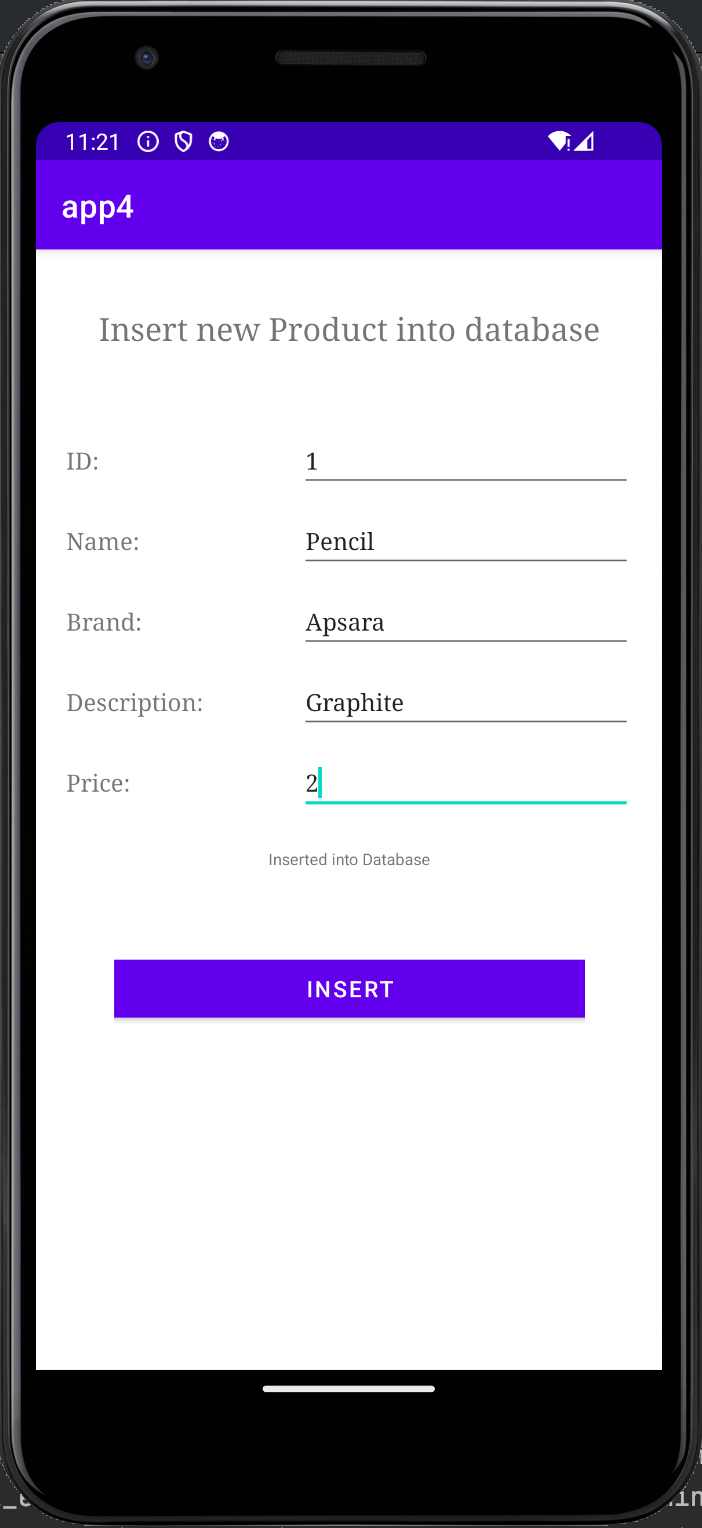 11:21
app4
Insert new Product into database
ID: 1
Name: Pencil
Brand: Apsara
Description: Graphite
Price: 2
Inserted into Database
INSERT